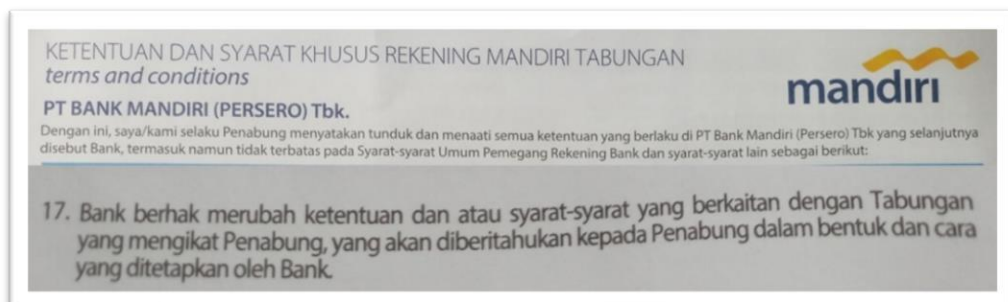 KETENTUAN DAN SYARAT KHUSUS REKENING MANDIRI TABUNGAN
terms and conditions
mandırı
PT BANK MANDIRI (PERSERO) Tbk.
Dengan ini, saya/kami selaku Penabung menyatakan tunduk dan menaati semua ketentuan yang berlaku di PT Bank Mandiri (Persero) Tbk yang selanjutnya
disebut Bank, termasuk namun tidak terbatas pada Syarat-syarat Umum Pemegang Rekening Bank dan syarat-syarat lain sebagai berikut:
17. Bank berhak merubah ketentuan dan atau syarat-syarat yang berkaitan dengan Tabungan
yang mengikat Penabung, yang akan diberitahukan kepada Penabung dalam bentuk dan cara
yang ditetapkan oleh Bank.